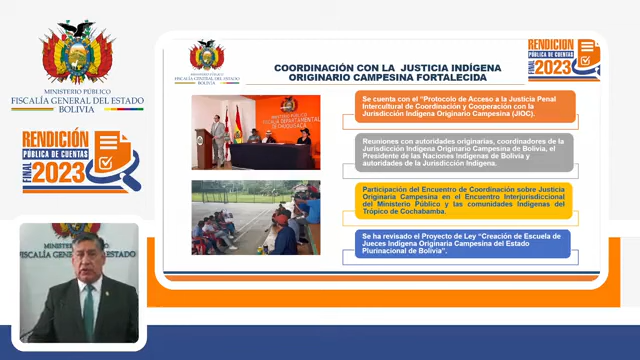 MINISTERIO PÚBLICO
FISCALÍA GENERAL DEL ESTADO
BOLIVIA
RENDICIÓN
PÚBLICA DE CUENTAS
FINAL 2023
FISCALÍA GENERAL DEL ESTADO
COORDINACIÓN CON LA JUSTICIA INDÍGENA
ORIGINARIO CAMPESINA FORTALECIDA
RENDICIÓN
PÚBLICA DE CUENTAS
FINAL 2023
Se cuenta con el "Protocolo de Acceso a la Justicia Penal
Intercultural de Coordinación y Cooperación con la
Jurisdicción Indígena Originario Campesina (JIOC).
Reuniones con autoridades originarias, coordinadores de la
Jurisdicción Indígena Originario Campesina de Bolivia, el
Presidente de las Naciones Indígenas de Bolivia y
autoridades de la Jurisdicción Indígena.
Participación del Encuentro de Coordinación sobre Justicia
Originaria Campesina en el Encuentro Interjurisdiccional
del Ministerio Público y las comunidades Indígenas del
Trópico de Cochabamba.
Se ha revisado el Proyecto de Ley "Creación de Escuela de
Jueces Indígena Originaria Campesina del Estado
Plurinacional de Bolivia".